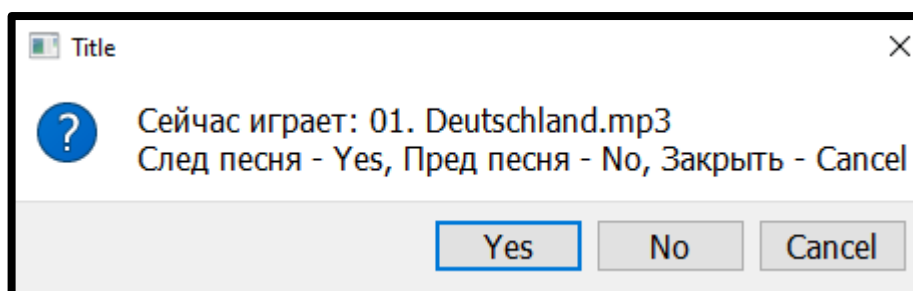 Title
Сейчас играет: 01. Deutschland.mp3
След песня - Yes, Пред песня - No, Закрыть - Cancel
Yes No Cancel